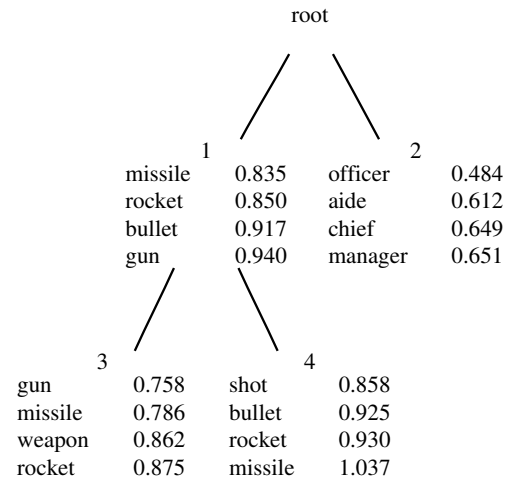 root
1 2
missile 0.835 officer 0.484
rocket 0.850 aide 0.612
bullet 0.917 chief 0.649
gun 0.940 manager 0.651
3 4
gun 0.758 shot 0.858
missile 0.786 bullet 0.925
weapon 0.862 rocket 0.930
rocket 0.875 missile 1.037